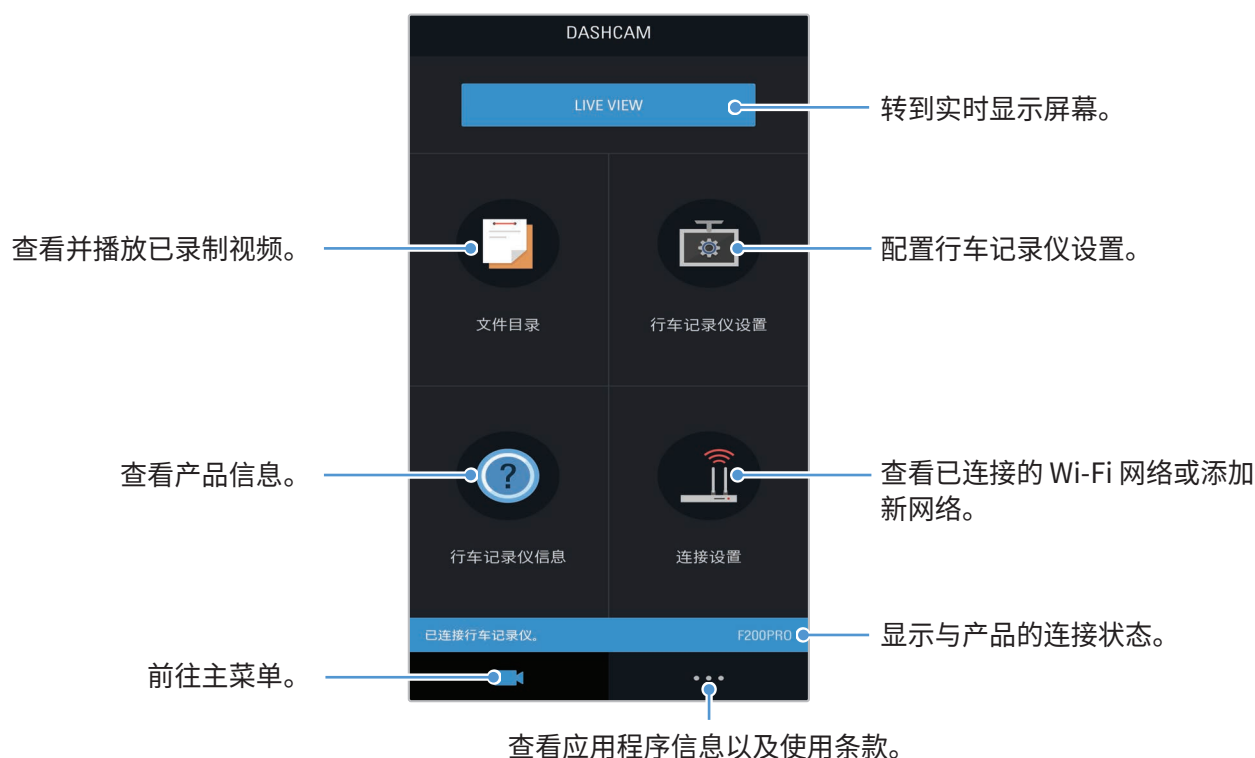 DASHCAM
LIVE VIEW
转到实时显示屏幕。
查看并播放已录制视频。
配置行车记录仪设置。
文件目录
行车记录仪设置
?
查看产品信息。
查看已连接的 Wi-Fi 网络或添加
新网络。
行车记录仪信息
连接设置
已连接行车记录仪。
F200PRO
显示与产品的连接状态。
前往主菜单。
查看应用程序信息以及使用条款。